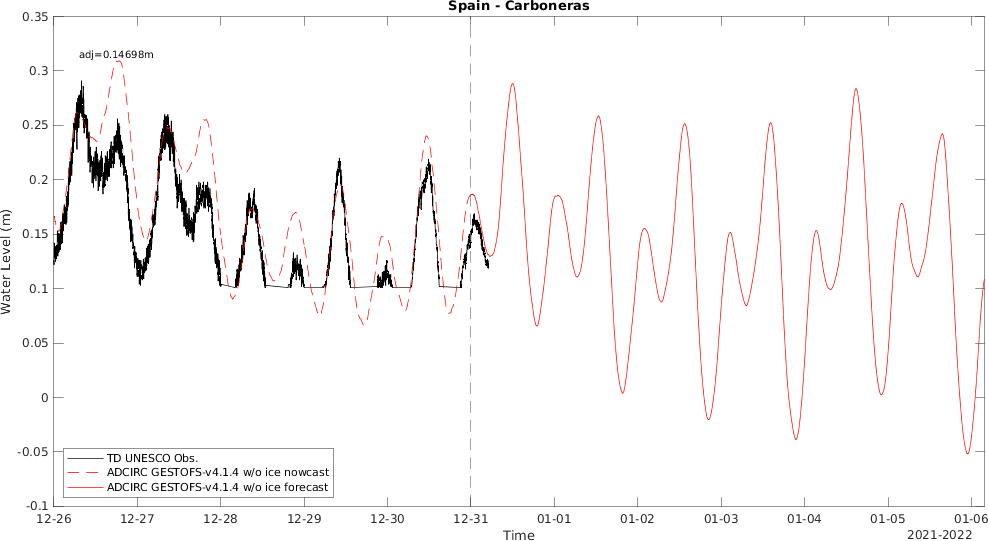 Spain - Carboneras
adj=0.14698m
Water Level (m)
0.35
0.3
0.25
0.2
0.15
0.1
0.05
0
-0.05
-0.1
TD UNESCO Obs.
ADCIRC GESTOFS-v4.1.4 w/o ice nowcast
ADCIRC GESTOFS-v4.1.4 w/o ice forecast
12-26 12-27 12-28 12-29 12-30 12-31 01-01 01-02 01-03 01-04 01-05 01-06
Time
2021-2022